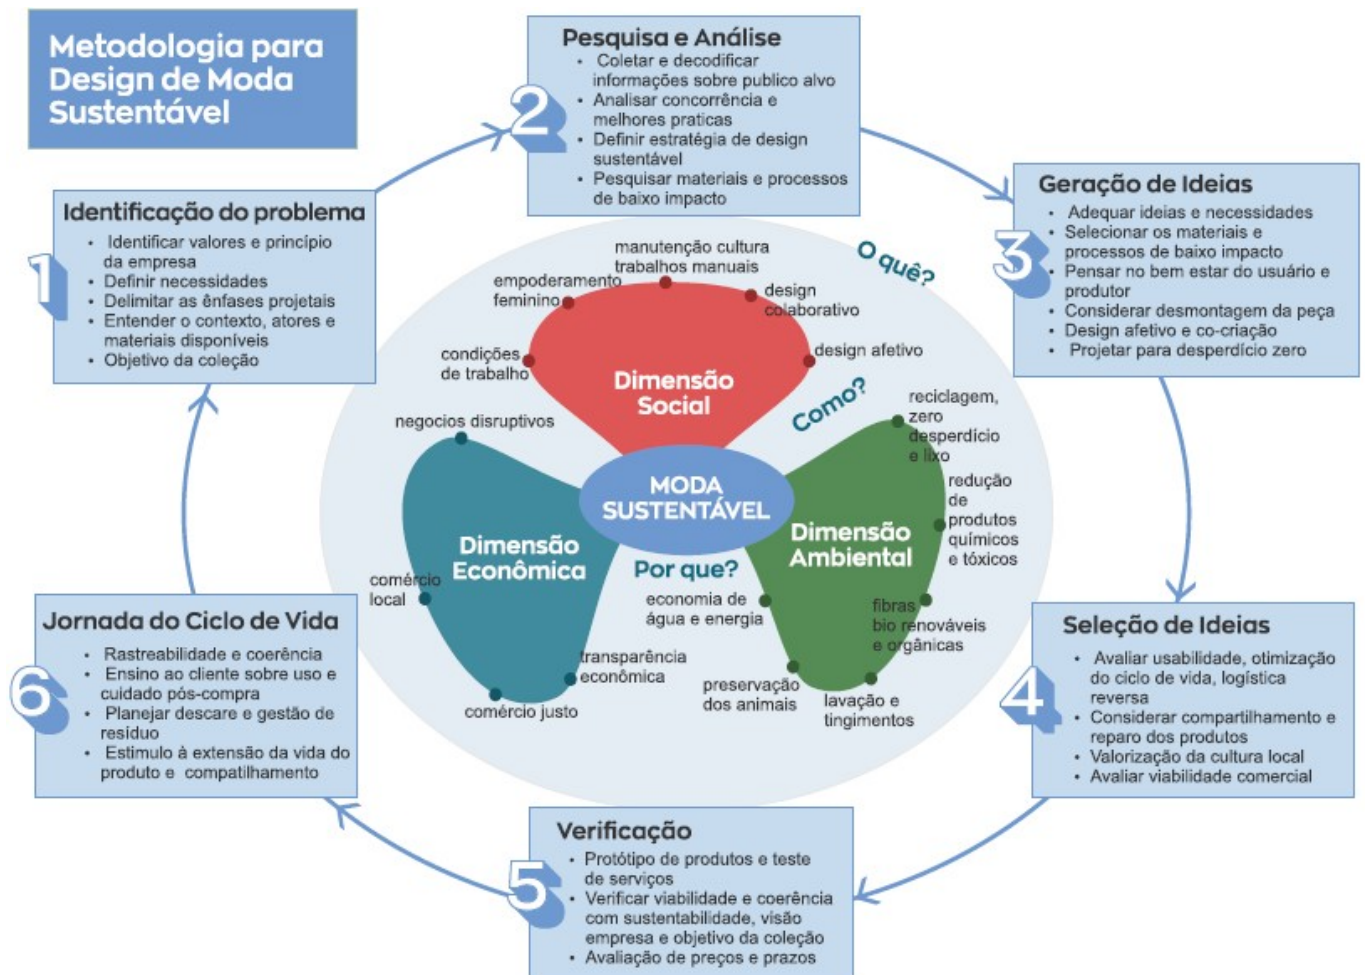 Metodologia para
Design de Moda
Sustentável
1
Identificação do problema
• Identificar valores e princípio
da empresa
• Definir necessidades
• Delimitar as ênfases projetais
• Entender o contexto, atores e
materiais disponíveis
• Objetivo da coleção
2
Pesquisa e Análise
• Coletar e decodificar
informações sobre publico alvo
• Analisar concorrência e
melhores praticas
• Definir estratégia de design
sustentável
• Pesquisar materiais e processos
de baixo impacto
3
Geração de Ideias
• Adequar ideias e necessidades
• Selecionar os materiais e
processos de baixo impacto
• Pensar no bem estar do usuário e
produtor
• Considerar desmontagem da peça
• Design afetivo e co-criação
• Projetar para desperdício zero
4
Seleção de Ideias
• Avaliar usabilidade, otimização
do ciclo de vida, logística
reversa
• Considerar compartilhamento e
reparo dos produtos
• Valorização da cultura local
• Avaliar viabilidade comercial
5
Verificação
• Protótipo de produtos e teste
de serviços
• Verificar viabilidade e coerência
com sustentabilidade, visão
empresa e objetivo da coleção
• Avaliação de preços e prazos
6
Jornada do Ciclo de Vida
• Rastreabilidade e coerência
• Ensino ao cliente sobre uso e
cuidado pós-compra
• Planejar descare e gestão de
resíduo
• Estimulo à extensão da vida do
produto e compatilhamento
O quê?
Como?
Por que?
MODA
SUSTENTÁVEL
Dimensão
Social
condições
de trabalho
empoderamento
feminino
manutenção cultura
trabalhos manuais
design
colaborativo
design afetivo
Dimensão
Ambiental
reciclagem,
zero
desperdício
e lixo
redução
de
produtos
químicos
e tóxicos
fibras
bio renováveis
e orgânicas
lavação e
tingimentos
preservação
dos animais
economia de
água e energia
Dimensão
Econômica
negocios disruptivos
comércio
local
comércio justo
transparência
econômica